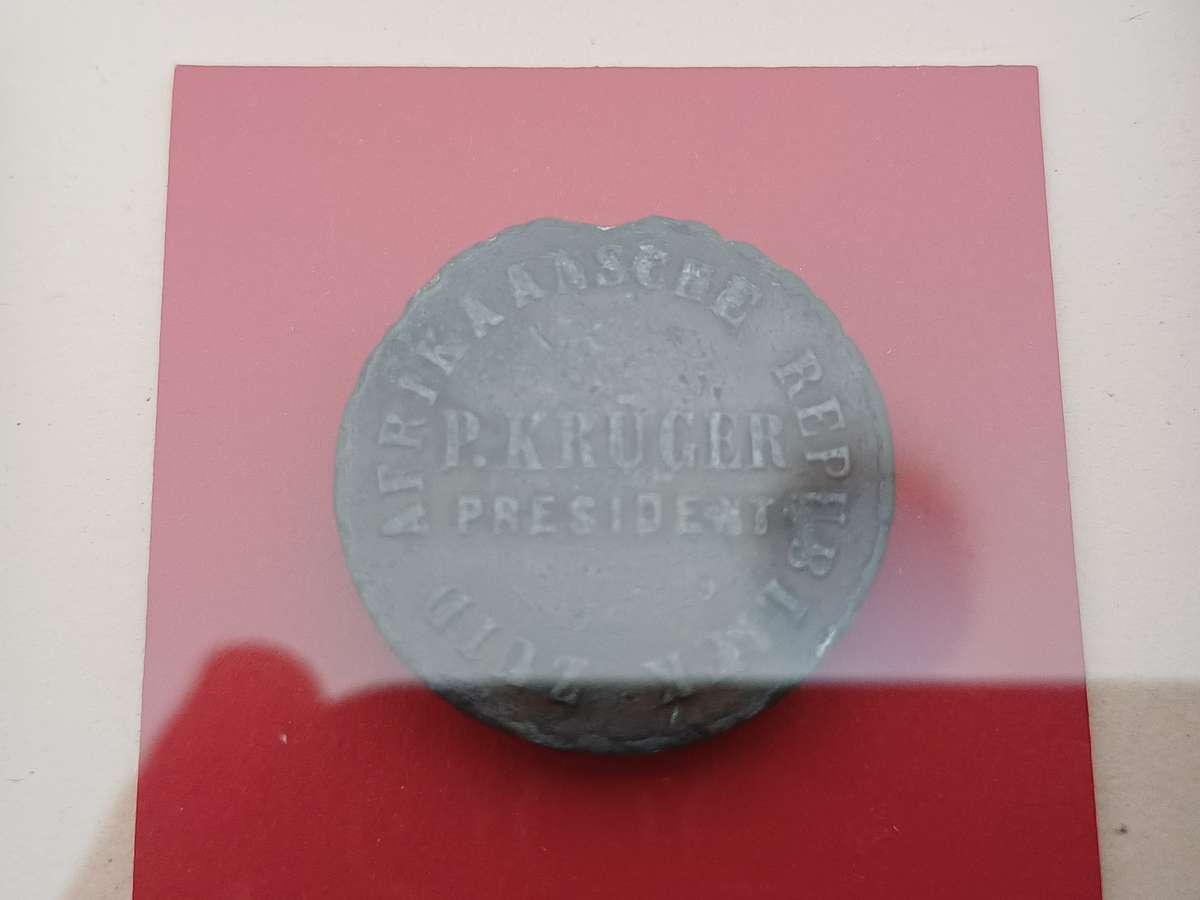 ZUID AFRIKAANSCHE REPUBLIEK
P. KRÜGER
PRESIDENT